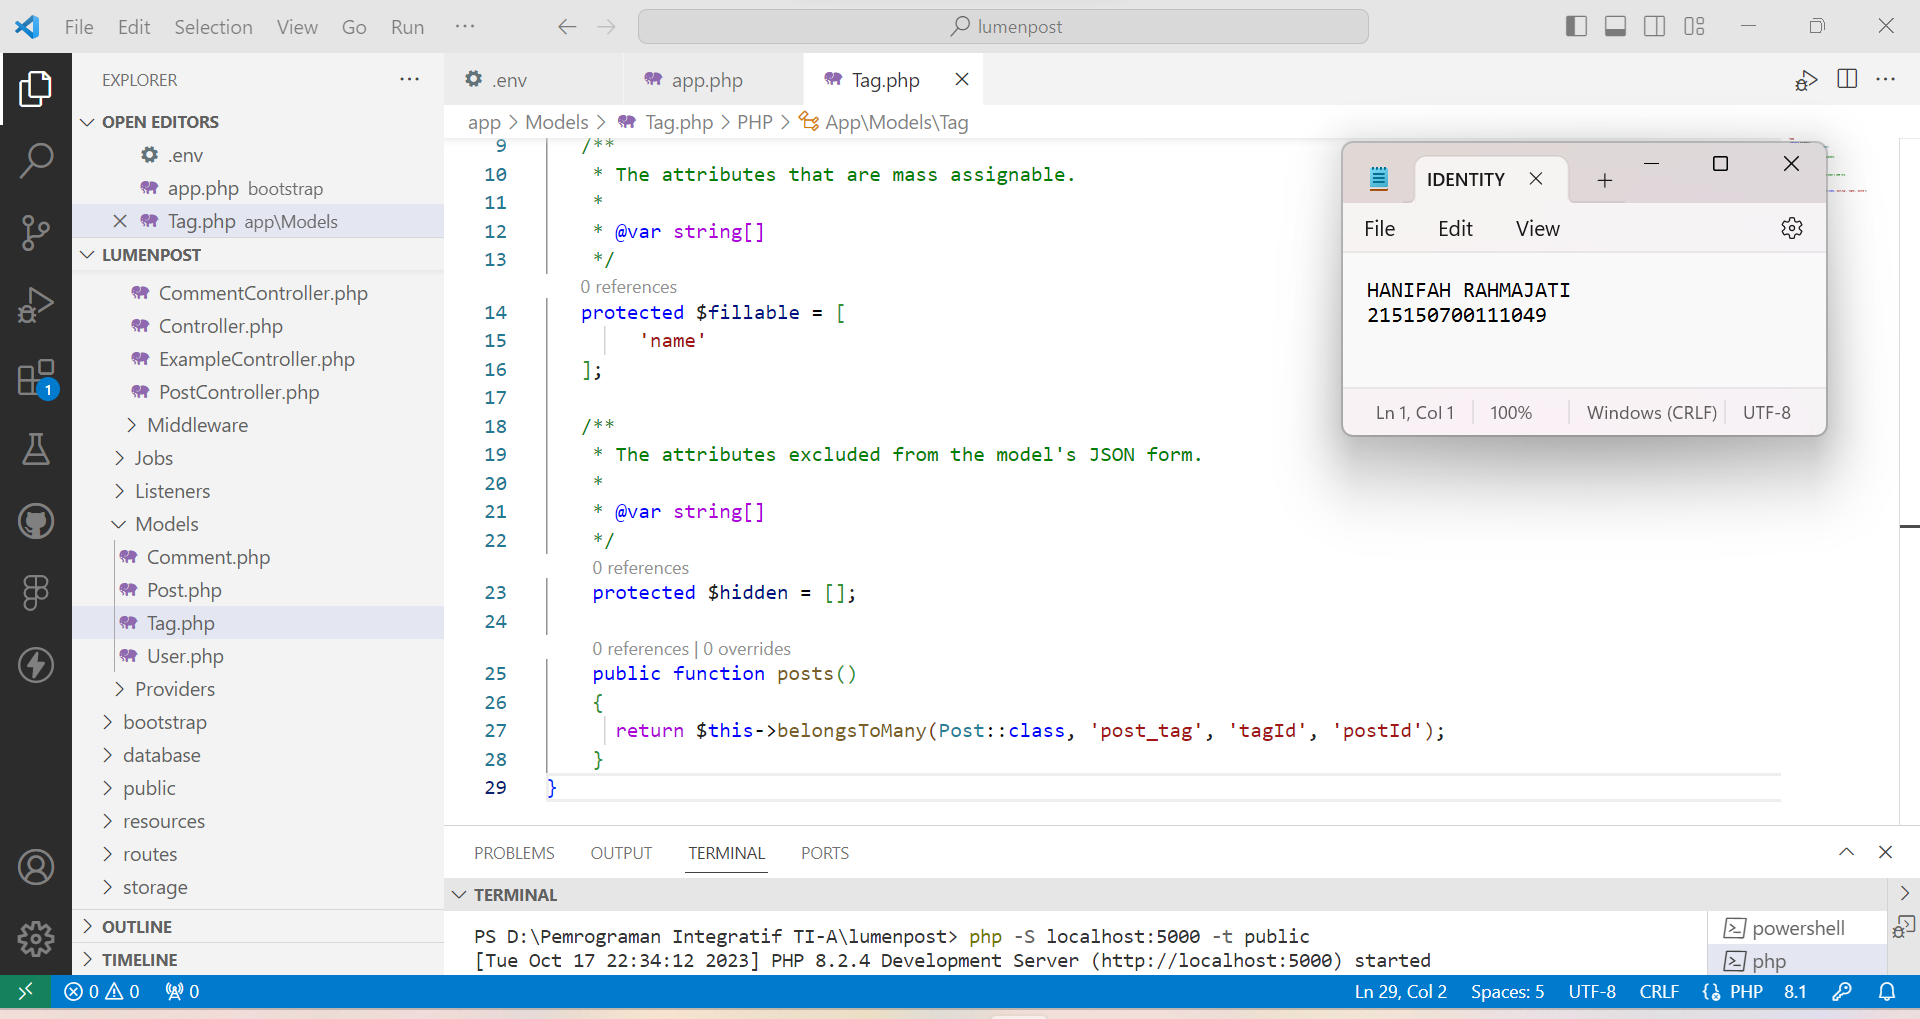 File Edit Selection View Go Run ···
lumenpost
EXPLORER
OPEN EDITORS
.env
app.php bootstrap
Tag.php app\Models
LUMENPOST
CommentController.php
Controller.php
ExampleController.php
PostController.php
Middleware
Jobs
Listeners
Models
Comment.php
Post.php
Tag.php
User.php
Providers
bootstrap
database
public
resources
routes
storage
OUTLINE
TIMELINE
1
.env app.php Tag.php
app > Models > Tag.php > PHP > App\Models\Tag
9 /**
10 * The attributes that are mass assignable.
11 *
12 * @var string[]
13 */
0 references
14 protected $fillable = [
15 'name'
16 ];
17
18 /**
19 * The attributes excluded from the model's JSON form.
20 *
21 * @var string[]
22 */
0 references
23 protected $hidden = [];
24
0 references | 0 overrides
25 public function posts()
26 {
27 return $this->belongsToMany(Post::class, 'post_tag', 'tagId', 'postId');
28 }
29 }
IDENTITY
File Edit View
HANIFAH RAHMAJATI
215150700111049
Ln 1, Col 1 100% Windows (CRLF) UTF-8
PROBLEMS OUTPUT TERMINAL PORTS
TERMINAL
PS D:\Pemrograman Integratif TI-A\lumenpost> php -S localhost:5000 -t public
[Tue Oct 17 22:34:12 2023] PHP 8.2.4 Development Server (http://localhost:5000) started
powershell
php
0 0 0 Ln 29, Col 2 Spaces: 5 UTF-8 CRLF PHP 8.1